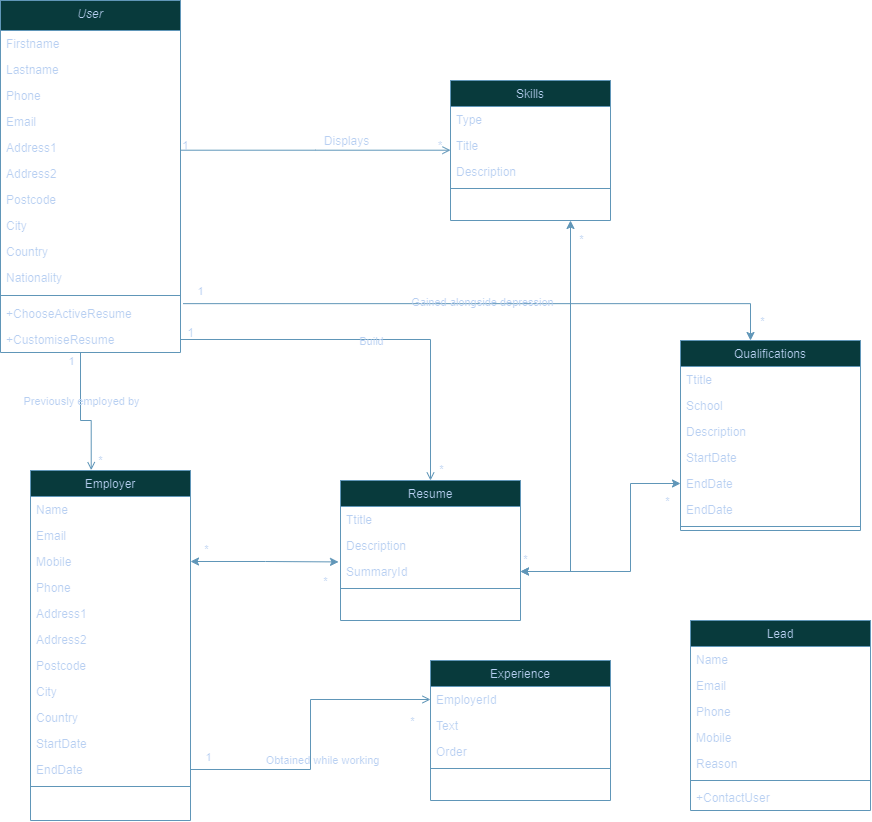 User
Firstname
Lastname
Phone
Email
Address1
Address2
Postcode
City
Country
Nationality
+ChooseActiveResume
+CustomiseResume
1
Displays
*
Skills
Type
Title
Description
*
1
Gained alongside depression
*
1
Build
*
1
Previously employed by
*
Qualifications
Ttitle
School
Description
StartDate
EndDate
EndDate
*
Employer
Name
Email
Mobile
Phone
Address1
Address2
Postcode
City
Country
StartDate
EndDate
*
*
Resume
Ttitle
Description
SummaryId
*
1
Obtained while working
*
Experience
EmployerId
Text
Order
Lead
Name
Email
Phone
Mobile
Reason
+ContactUser